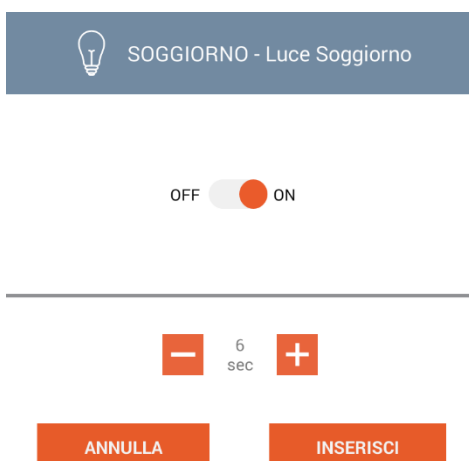 SOGGIORNO - Luce Soggiorno
OFF ON
6
sec
ANNULLA INSERISCI